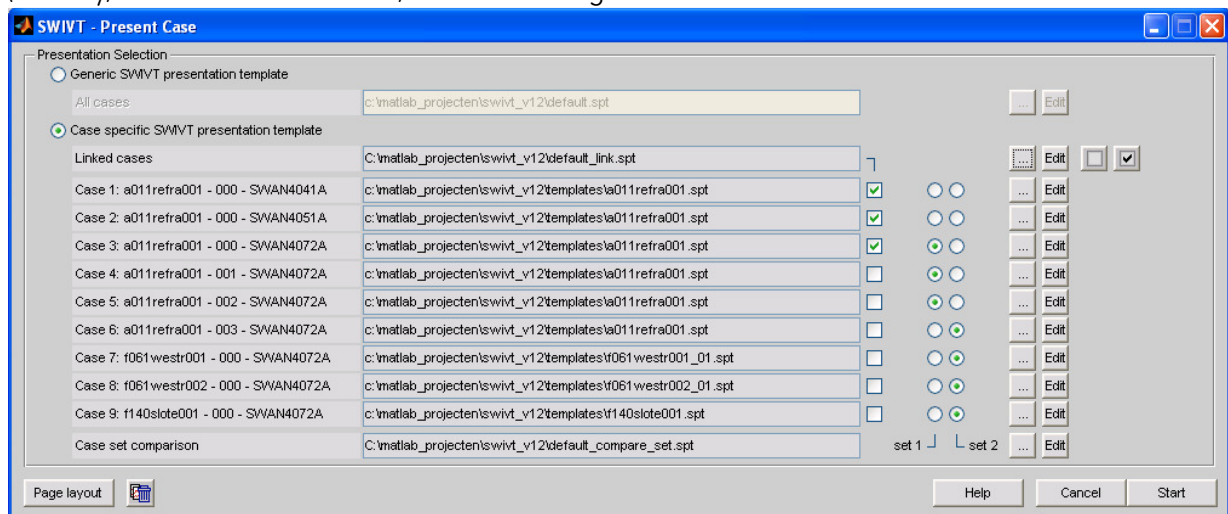 SWIVT - Present Case
Presentation Selection
Generic SWIVT presentation template
All cases c:\matlab_projecten\swivt_v12\default.spt ... Edit
Case specific SWIVT presentation template
Linked cases C:\matlab_projecten\swivt_v12\default_link.spt ... Edit
Case 1: a011refra001 - 000 - SWAN4041A c:\matlab_projecten\swivt_v12\templates\a011refra001.spt ... Edit
Case 2: a011refra001 - 000 - SWAN4051A c:\matlab_projecten\swivt_v12\templates\a011refra001.spt ... Edit
Case 3: a011refra001 - 000 - SWAN4072A c:\matlab_projecten\swivt_v12\templates\a011refra001.spt ... Edit
Case 4: a011refra001 - 001 - SWAN4072A c:\matlab_projecten\swivt_v12\templates\a011refra001.spt ... Edit
Case 5: a011refra001 - 002 - SWAN4072A c:\matlab_projecten\swivt_v12\templates\a011refra001.spt ... Edit
Case 6: a011refra001 - 003 - SWAN4072A c:\matlab_projecten\swivt_v12\templates\a011refra001.spt ... Edit
Case 7: f061westr001 - 000 - SWAN4072A c:\matlab_projecten\swivt_v12\templates\f061westr001_01.spt ... Edit
Case 8: f061westr002 - 000 - SWAN4072A c:\matlab_projecten\swivt_v12\templates\f061westr002_01.spt ... Edit
Case 9: f140slote001 - 000 - SWAN4072A c:\matlab_projecten\swivt_v12\templates\f140slote001.spt ... Edit
Case set comparison C:\matlab_projecten\swivt_v12\default_compare_set.spt set 1 set 2 ... Edit
Page layout Help Cancel Start